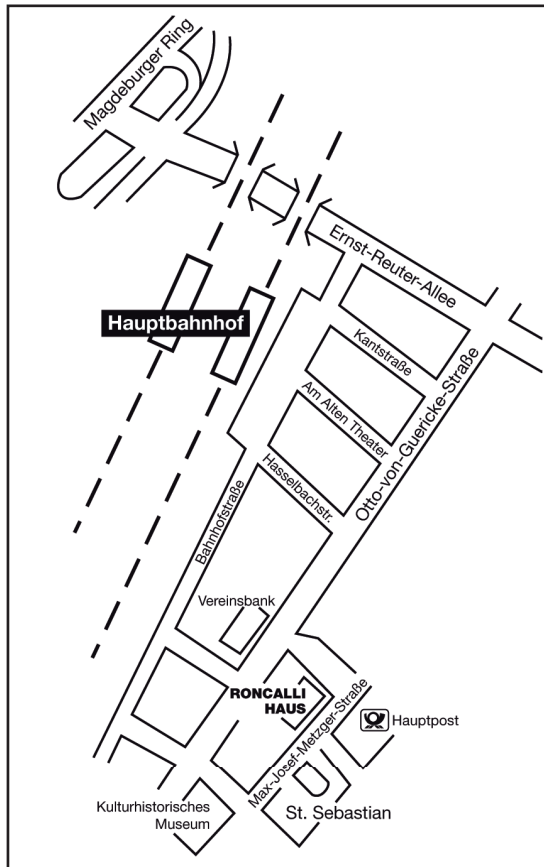 Magdeburger Ring
Ernst-Reuter-Allee
Hauptbahnhof
Kantstraße
Am Alten Theater
Otto-von-Guericke-Straße
Hasselbachstr.
Bahnhofstraße
Vereinsbank
RONCALLI
HAUS
Max-Josef-Metzger-Straße
Hauptpost
Kulturhistorisches
Museum
St. Sebastian